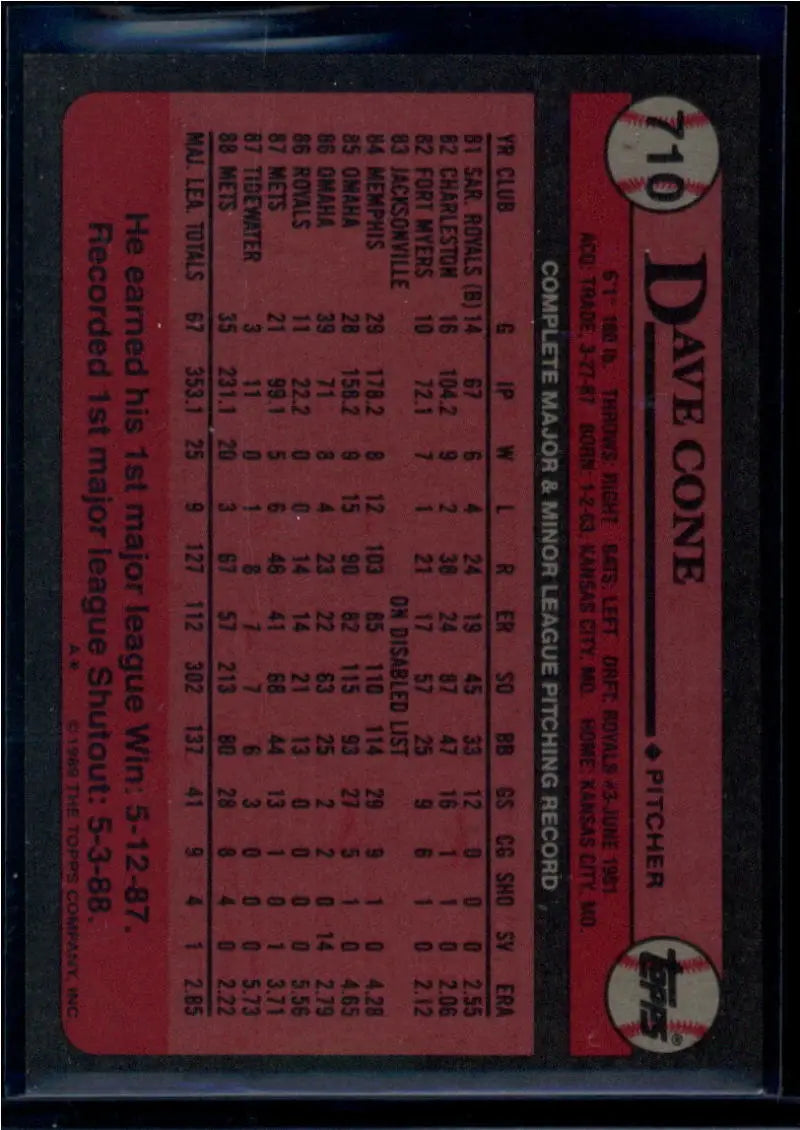 710
DAVE CONE ◆ PITCHER
TOPPS®
6'1" 180 lb. THROWS: RIGHT BATS: LEFT DRFT: ROYALS #3-JUNE 1981
ACQ: TRADE, 3-27-87 BORN: 1-2-63, KANSAS CITY, MO. HOME: KANSAS CITY, MO.
COMPLETE MAJOR & MINOR LEAGUE PITCHING RECORD
YR CLUB G IP W L R ER SO BB GS CG SHO SV ERA
81 SAR. ROYALS (B) 14 67 6 4 24 19 45 33 12 0 0 0 2.55
82 CHARLESTON 16 104.2 9 2 38 24 87 47 16 1 0 0 2.06
82 FORT MYERS 10 72.1 7 1 21 17 57 25 9 6 1 0 2.12
83 JACKSONVILLE ON DISABLED LIST
84 MEMPHIS 29 178.2 8 12 103 85 110 114 29 9 1 0 4.28
85 OMAHA 28 158.2 9 15 90 82 115 93 27 5 1 0 4.65
86 OMAHA 39 71 8 4 23 22 63 25 2 2 0 14 2.79
86 ROYALS 11 22.2 0 0 14 14 21 13 0 0 0 0 5.56
87 METS 21 99.1 5 6 46 41 68 44 13 1 0 1 3.71
87 TIDEWATER 3 11 0 1 8 7 7 6 3 0 0 0 5.73
88 METS 35 231.1 20 3 67 57 213 80 28 8 4 0 2.22
MAJ. LEA. TOTALS 67 353.1 25 9 127 112 302 137 41 9 4 1 2.85
He earned his 1st major league Win: 5-12-87.
Recorded 1st major league Shutout: 5-3-88.
A* © 1989 THE TOPPS COMPANY, INC